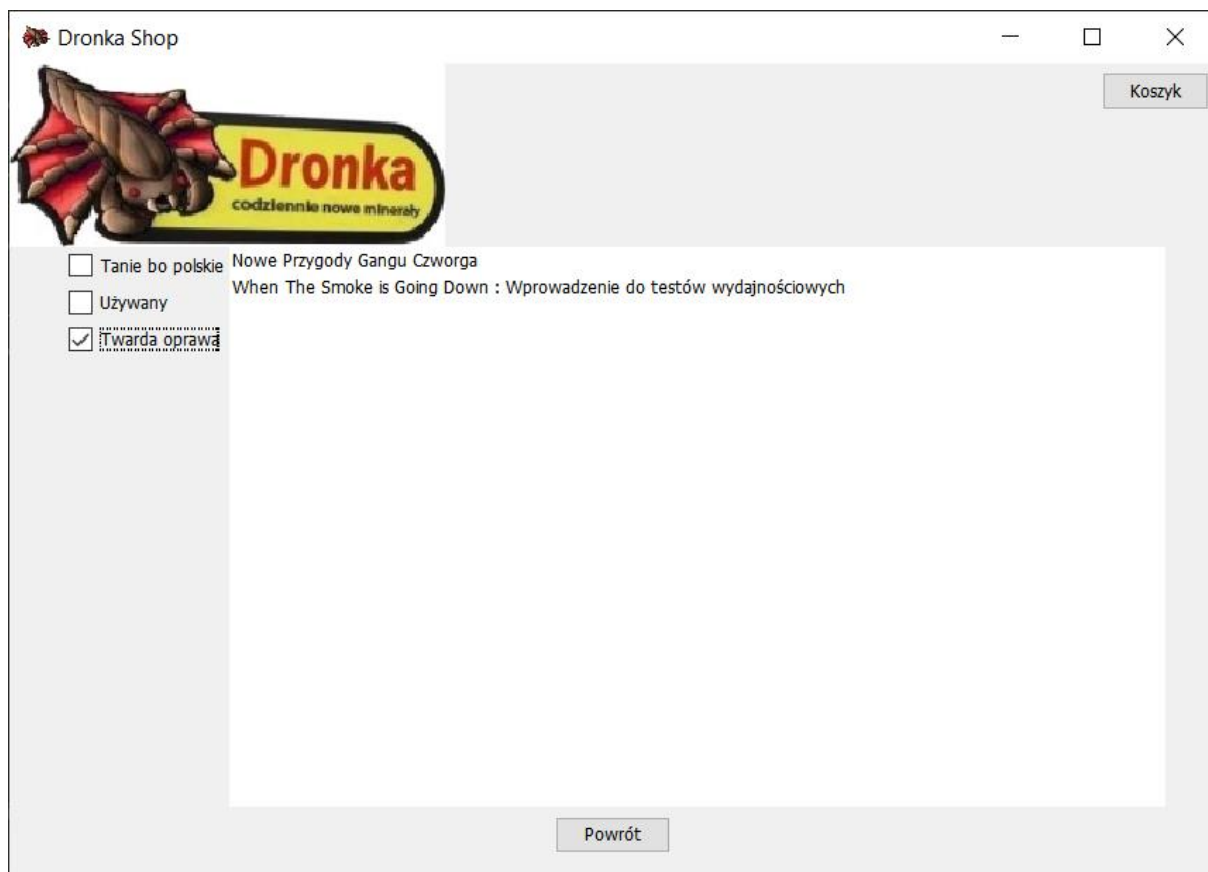 Dronka Shop
Koszyk
Dronka
codziennie nowe minerały
Tanie bo polskie
Używany
Twarda oprawa
Nowe Przygody Gangu Czworga
When The Smoke is Going Down : Wprowadzenie do testów wydajnościowych
Powrót